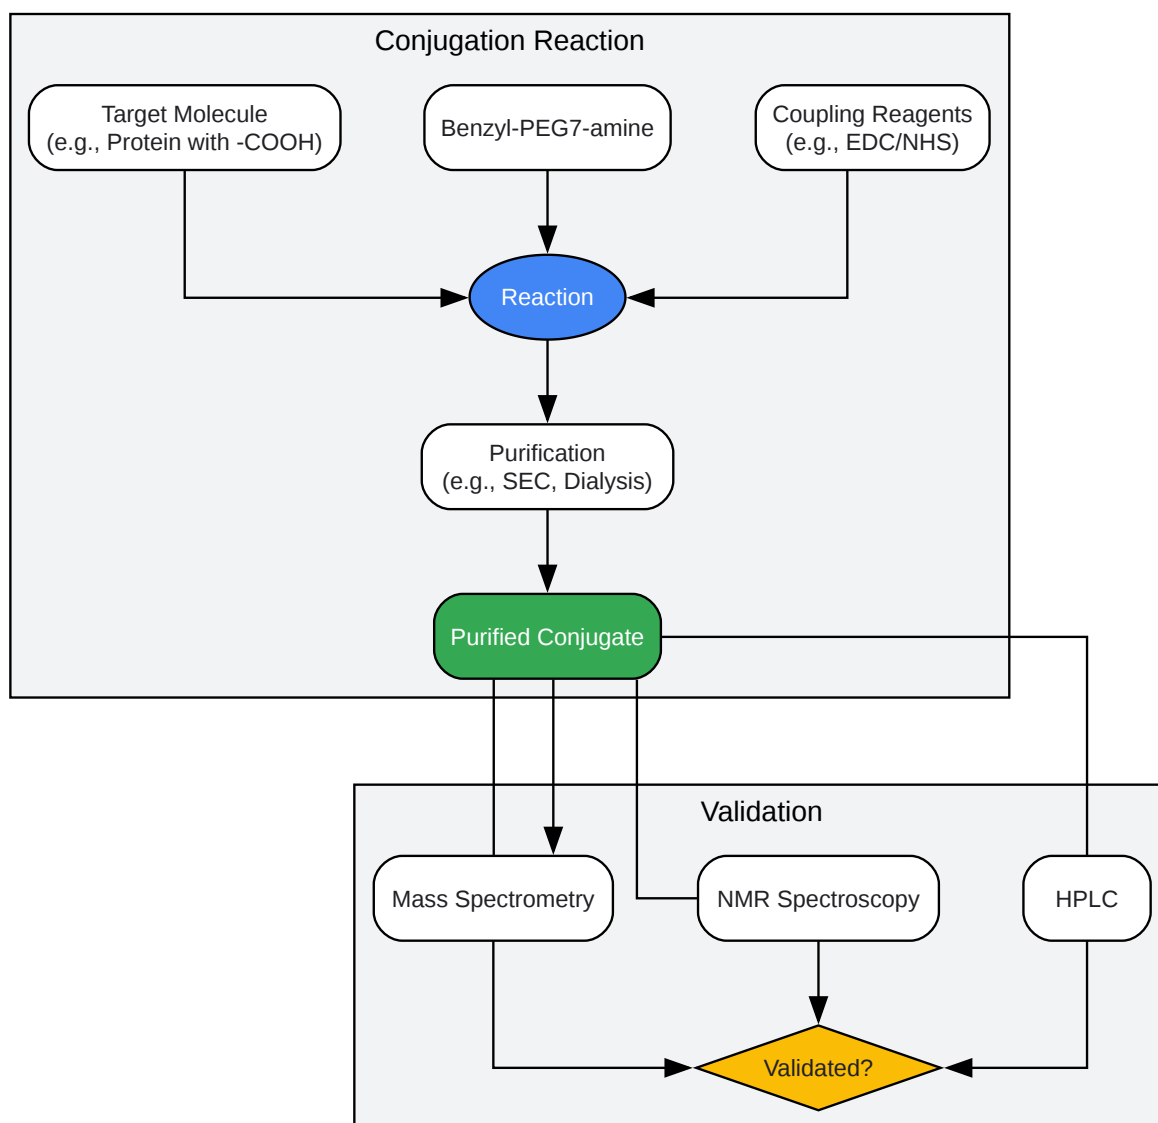 Conjugation Reaction
Target Molecule
(e.g., Protein with -COOH)
Benzyl-PEG7-amine
Coupling Reagents
(e.g., EDC/NHS)
Reaction
Purification
(e.g., SEC, Dialysis)
Purified Conjugate
Validation
Mass Spectrometry
NMR Spectroscopy
HPLC
Validated?